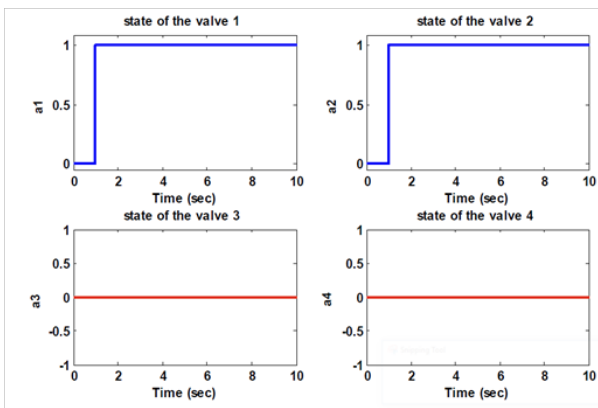 state of the valve 1
1
0.5
0
a1
0 2 4 6 8 10
Time (sec)
state of the valve 2
1
0.5
0
a2
0 2 4 6 8 10
Time (sec)
state of the valve 3
1
0.5
0
-0.5
-1
a3
0 2 4 6 8 10
Time (sec)
state of the valve 4
1
0.5
0
-0.5
-1
a4
0 2 4 6 8 10
Time (sec)